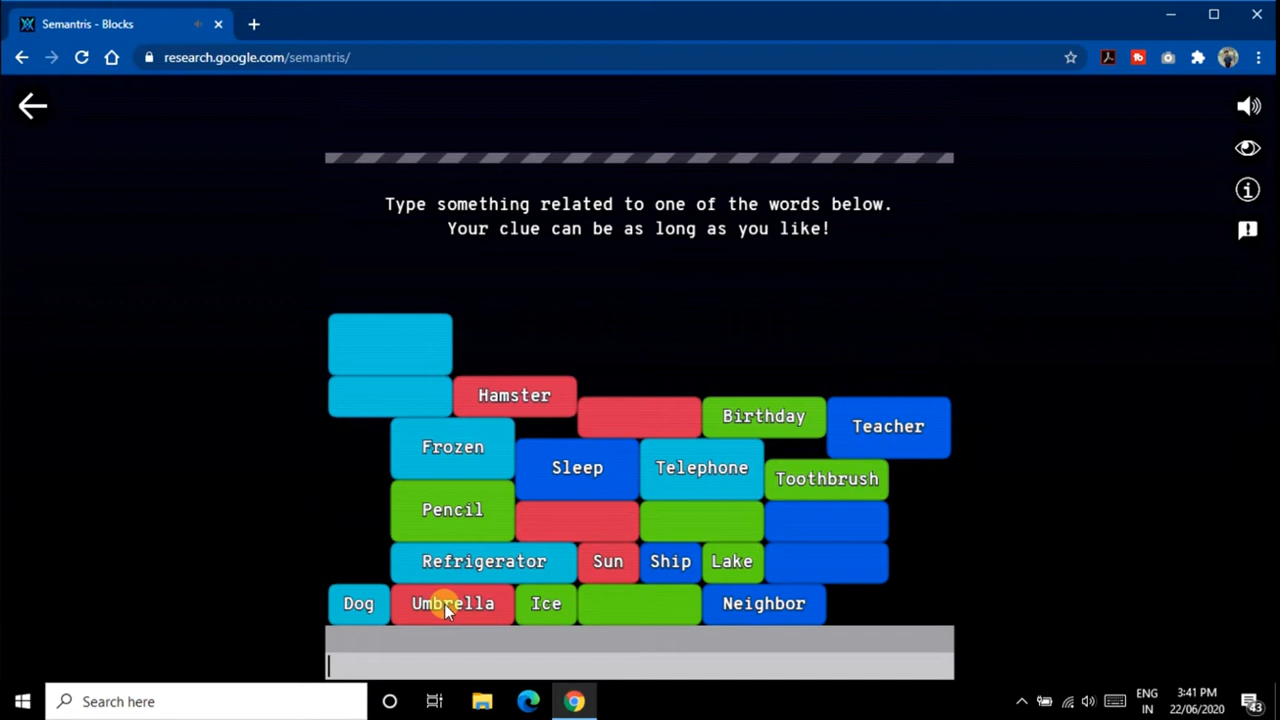 Semantris - Blocks
research.google.com/semantris/
Type something related to one of the words below.
Your clue can be as long as you like!
Hamster
Birthday
Teacher
Frozen
Sleep
Telephone
Toothbrush
Pencil
Refrigerator
Sun
Ship
Lake
Dog
Umbrella
Ice
Neighbor
Search here
ENG
IN
3:41 PM
22/06/2020
43